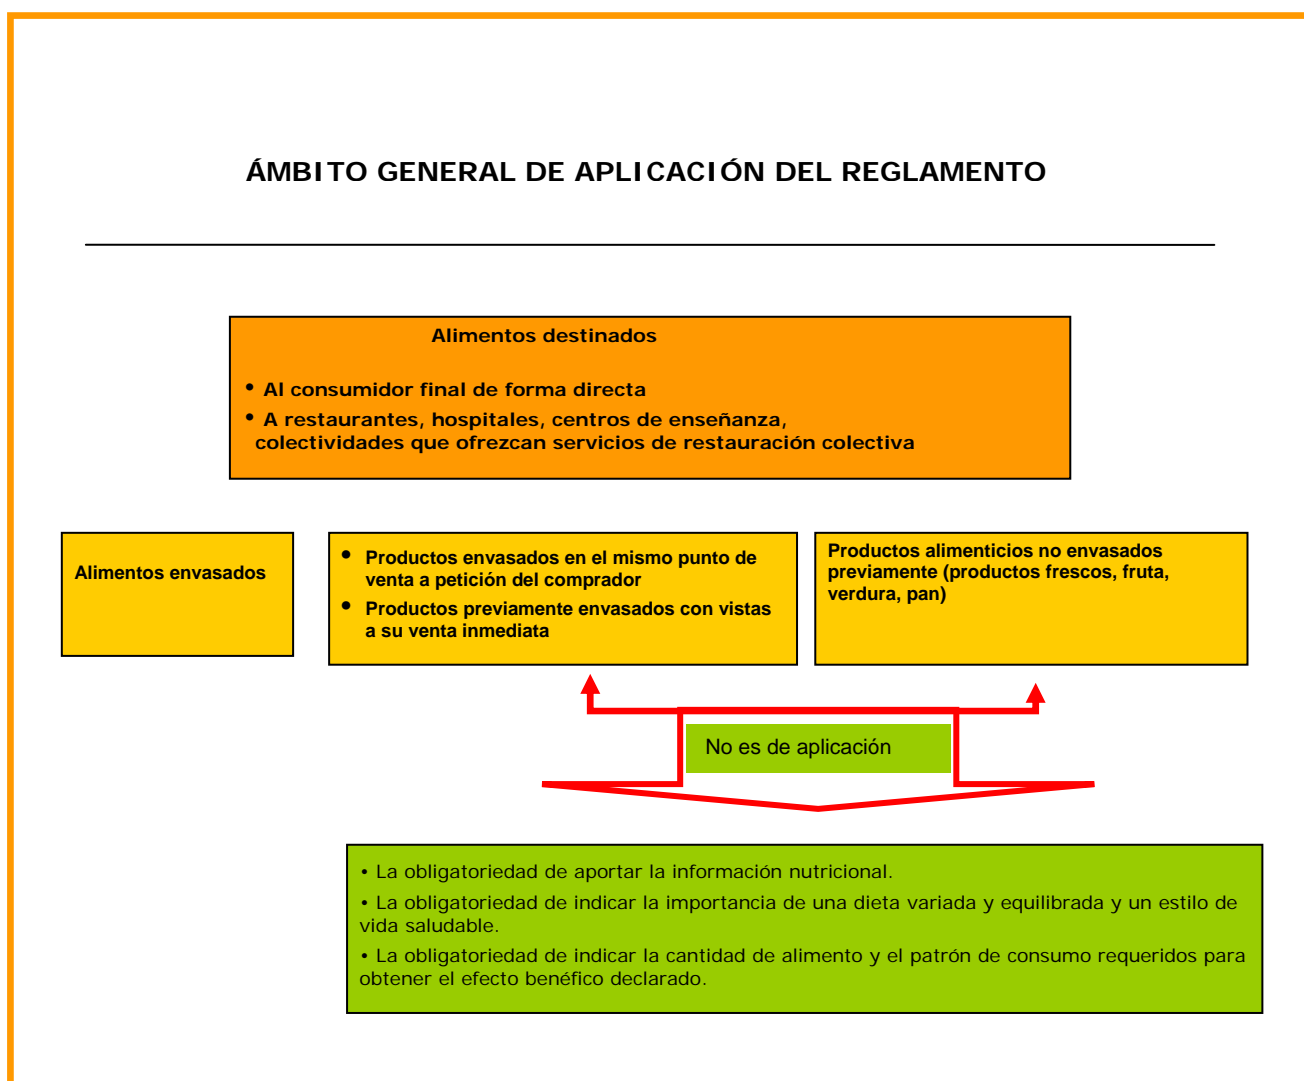 ÁMBITO GENERAL DE APLICACIÓN DEL REGLAMENTO
Alimentos destinados
• Al consumidor final de forma directa
• A restaurantes, hospitales, centros de enseñanza,
colectividades que ofrezcan servicios de restauración colectiva
Alimentos envasados
• Productos envasados en el mismo punto de
venta a petición del comprador
• Productos previamente envasados con vistas
a su venta inmediata
Productos alimenticios no envasados
previamente (productos frescos, fruta,
verdura, pan)
No es de aplicación
• La obligatoriedad de aportar la información nutricional.
• La obligatoriedad de indicar la importancia de una dieta variada y equilibrada y un estilo de
vida saludable.
• La obligatoriedad de indicar la cantidad de alimento y el patrón de consumo requeridos para
obtener el efecto benéfico declarado.